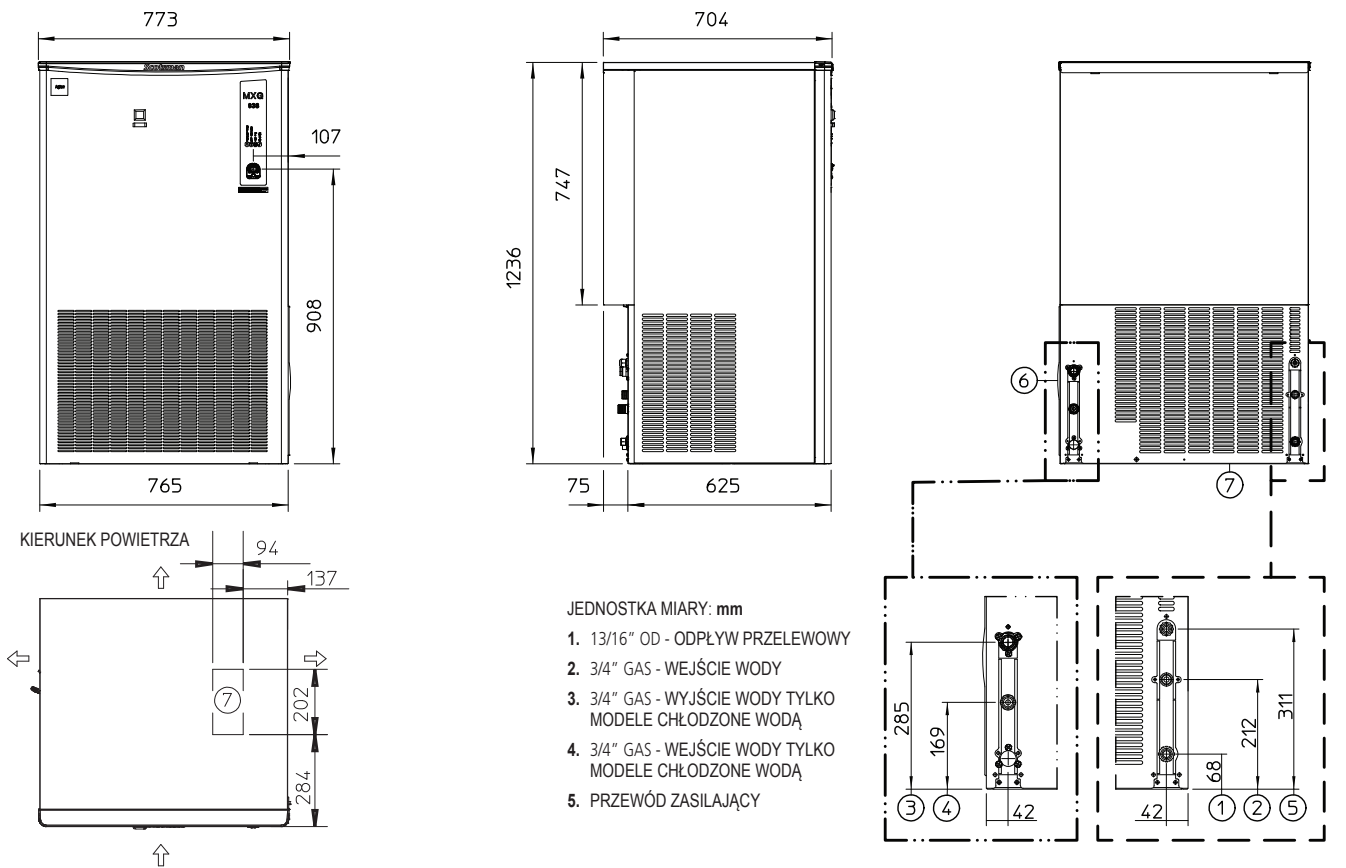 773
704
Scotsman
MXG
938
107
908
765
747
1236
75
625
6
7
KIERUNEK POWIETRZA
94
137
7
202
284
JEDNOSTKA MIARY: mm
1. 13/16" OD - ODPŁYW PRZELEWOWY
2. 3/4" GAS - WEJŚCIE WODY
3. 3/4" GAS - WYJŚCIE WODY TYLKO
MODELE CHŁODZONE WODĄ
4. 3/4" GAS - WEJŚCIE WODY TYLKO
MODELE CHŁODZONE WODĄ
5. PRZEWÓD ZASILAJĄCY
285
169
3
4
42
311
212
68
42
1
2
5